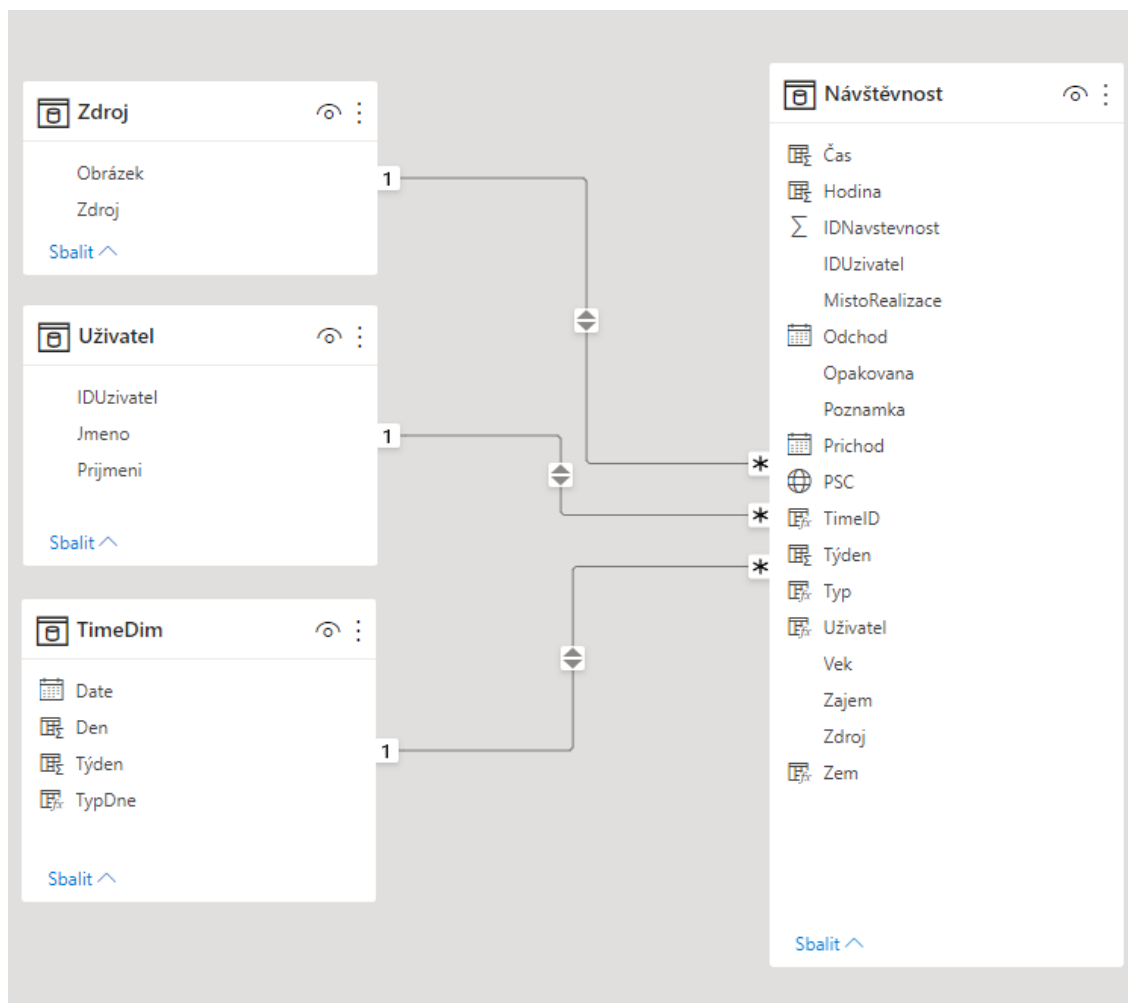 Zdroj
Obrázek
Zdroj
Sbalit
1
Uživatel
IDUzivatel
Jmeno
Prijmeni
Sbalit
1
TimeDim
Date
Den
Týden
TypDne
Sbalit
1
Návštěvnost
Čas
Hodina
IDNavstevnost
IDUzivatel
MistoRealizace
Odchod
Opakovana
Poznamka
Prichod
PSC
TimeID
Týden
Typ
Uživatel
Vek
Zajem
Zdroj
Zem
Sbalit
*
*
*